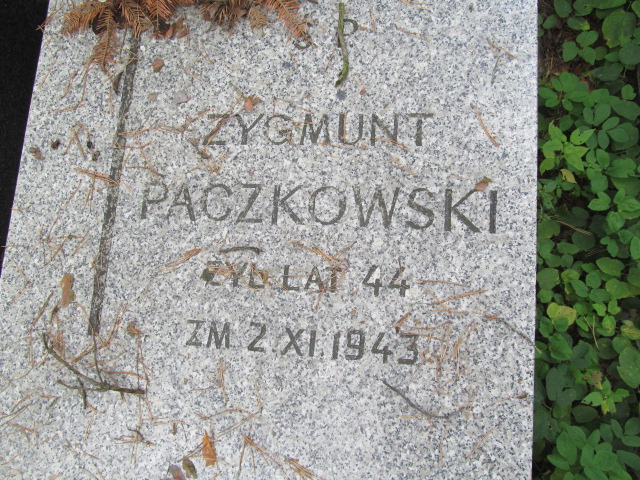 Ś P
ZYGMUNT
PACZKOWSKI
ŻYŁ LAT 44
ZM 2.XI.1943